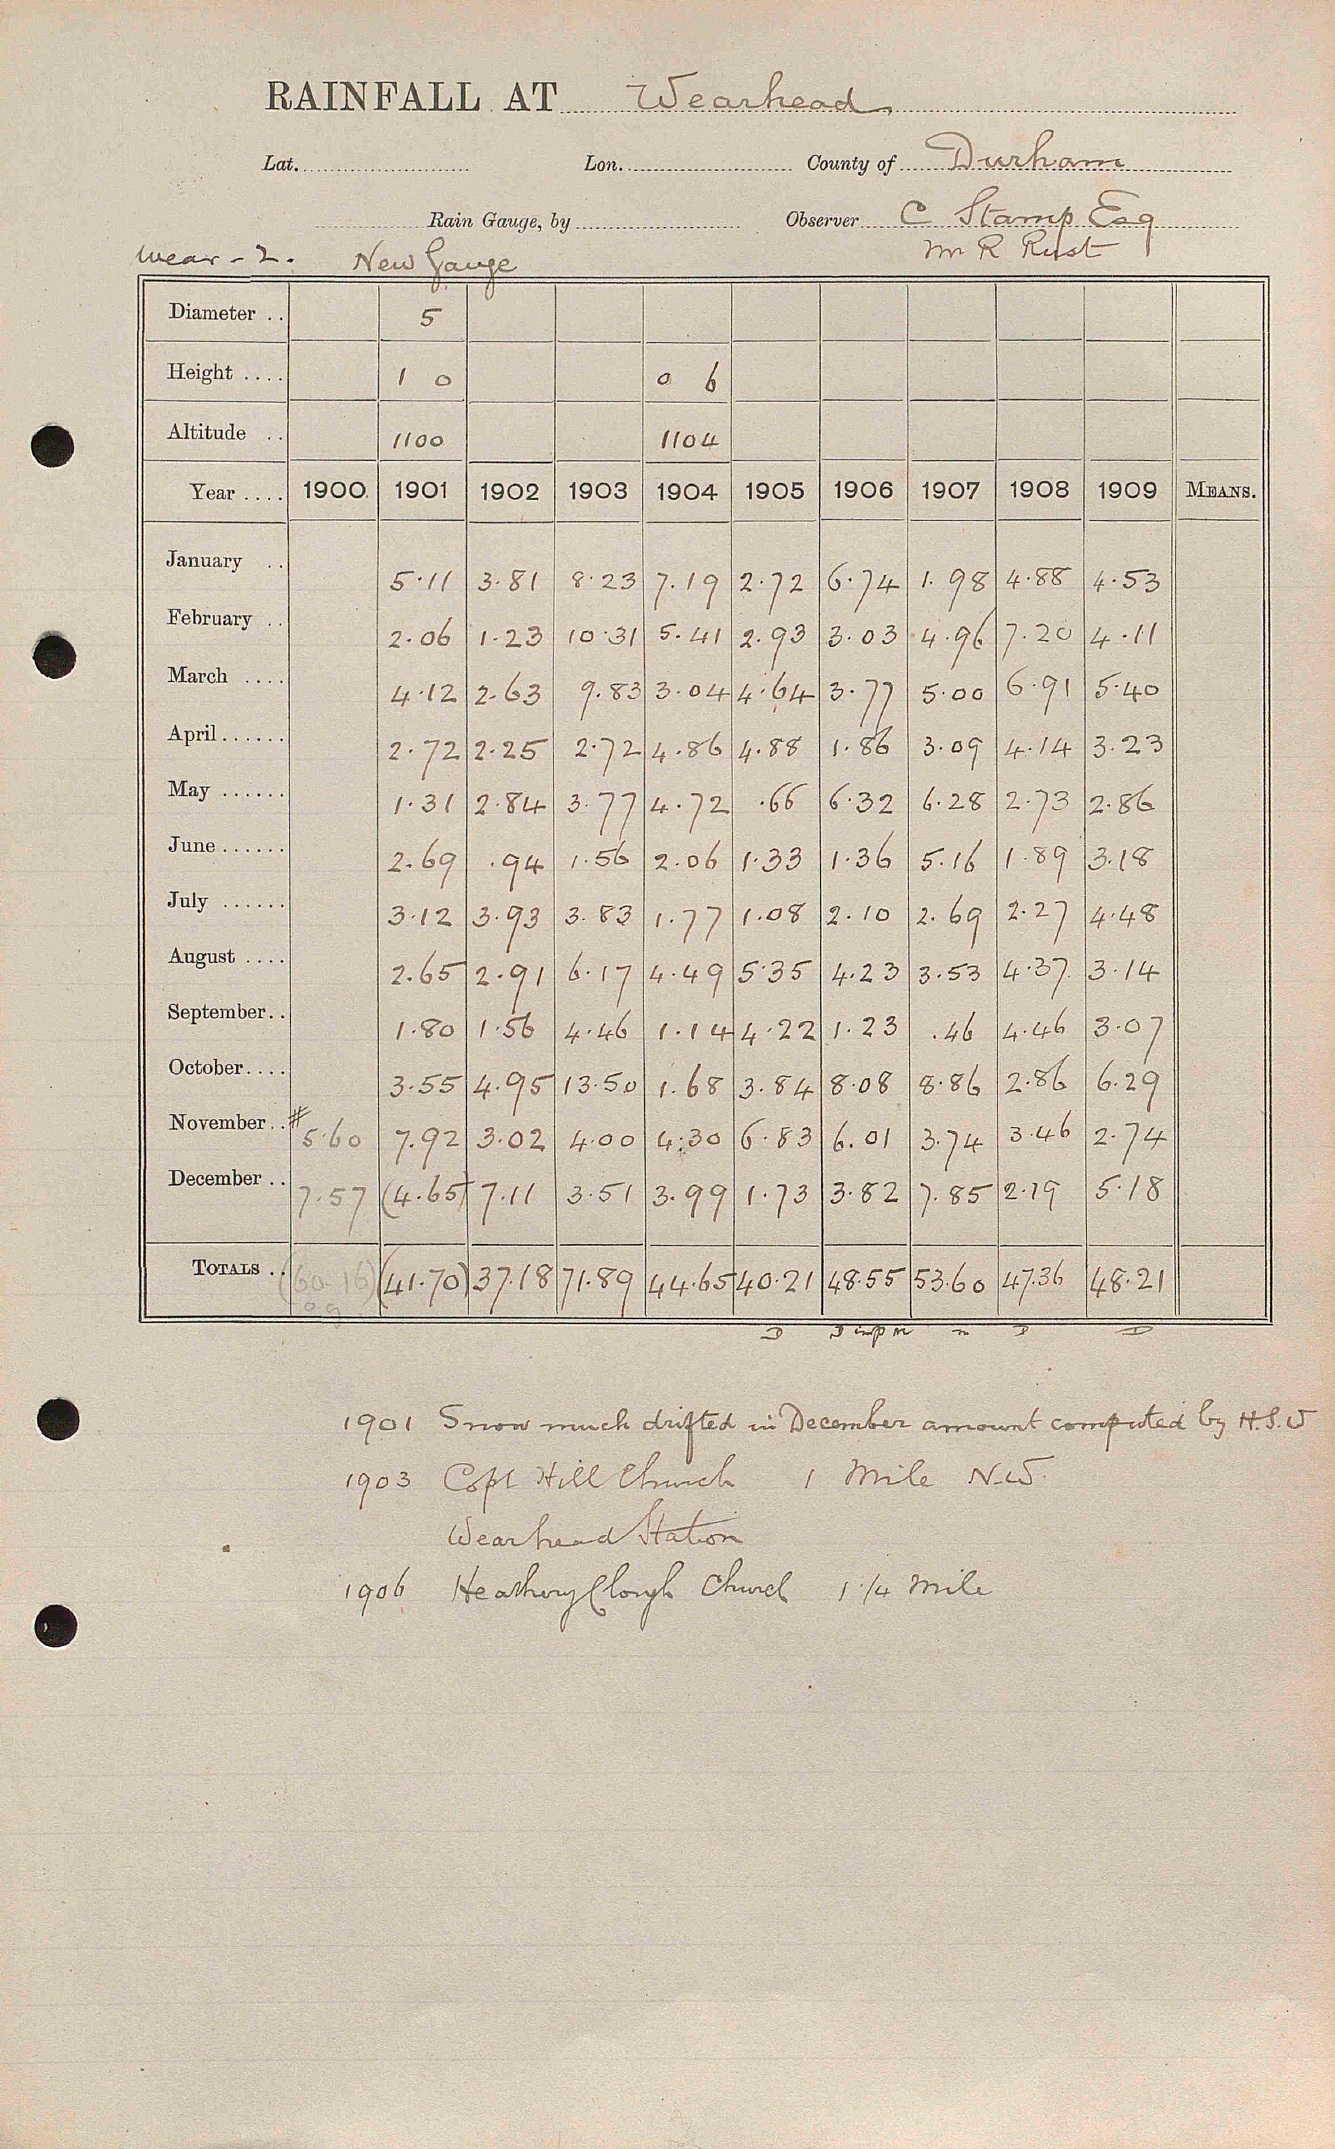 RAINFALL AT Wearhead
Lat. Lon. County of Durham
Rain Gauge, by Observer C Stamp Esq
Wear - 2. New Gauge Mr R Rust
Diameter .. 5
Height .... 1 0 0 6
Altitude .. 1100 1104
Year .... 1900 1901 1902 1903 1904 1905 1906 1907 1908 1909 MEANS.
January .. 5.11 3.81 8.23 7.19 2.72 6.74 1.98 4.88 4.53
February .. 2.06 1.23 10.31 5.41 2.93 3.03 4.96 7.20 4.11
March .... 4.12 2.63 9.83 3.04 4.64 3.77 5.00 6.91 5.40
April ...... 2.72 2.25 2.72 4.86 4.88 1.86 3.09 4.14 3.23
May ...... 1.31 2.84 3.77 4.72 .66 6.32 6.28 2.73 2.86
June ...... 2.69 .94 1.56 2.06 1.33 1.36 5.16 1.89 3.18
July ...... 3.12 3.93 3.83 1.77 1.08 2.10 2.69 2.27 4.48
August .... 2.65 2.91 6.17 4.49 5.35 4.23 3.53 4.37 3.14
September .. 1.80 1.56 4.46 1.14 4.22 1.23 .46 4.46 3.07
October .... 3.55 4.95 13.50 1.68 3.84 8.08 8.86 2.86 6.29
November .. # 5.60 7.92 3.02 4.00 4.30 6.83 6.01 3.74 3.46 2.74
December .. 7.57 (4.65) 7.11 3.51 3.99 1.73 3.82 7.85 2.19 5.18
TOTALS .. (60.16) (41.70) 37.18 71.89 44.65 40.21 48.55 53.60 47.36 48.21
D D D D
1901 Snow much drifted in December amount computed by H.S.W
1903 Copt Hill Church 1 Mile N.W.
Wearhead Station
1906 Heathery Clough Church 1 1/4 Mile